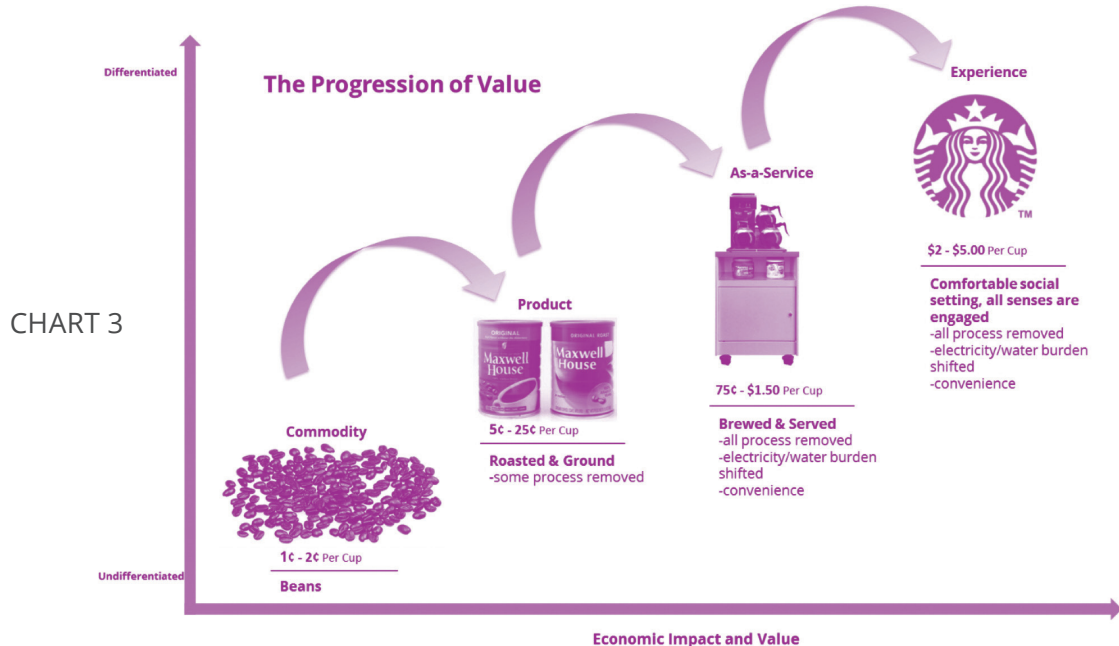 Differentiated
The Progression of Value
Experience
TM
$2 - $5.00 Per Cup
Comfortable social
setting, all senses are
engaged
-all process removed
-electricity/water burden
shifted
-convenience
As-a-Service
75¢ - $1.50 Per Cup
Brewed & Served
-all process removed
-electricity/water burden
shifted
-convenience
Product
ORIGINAL
Maxwell
House
ORIGINAL ROAST
Maxwell
House
5¢ - 25¢ Per Cup
Roasted & Ground
-some process removed
CHART 3
Commodity
1¢ - 2¢ Per Cup
Beans
Undifferentiated
Economic Impact and Value